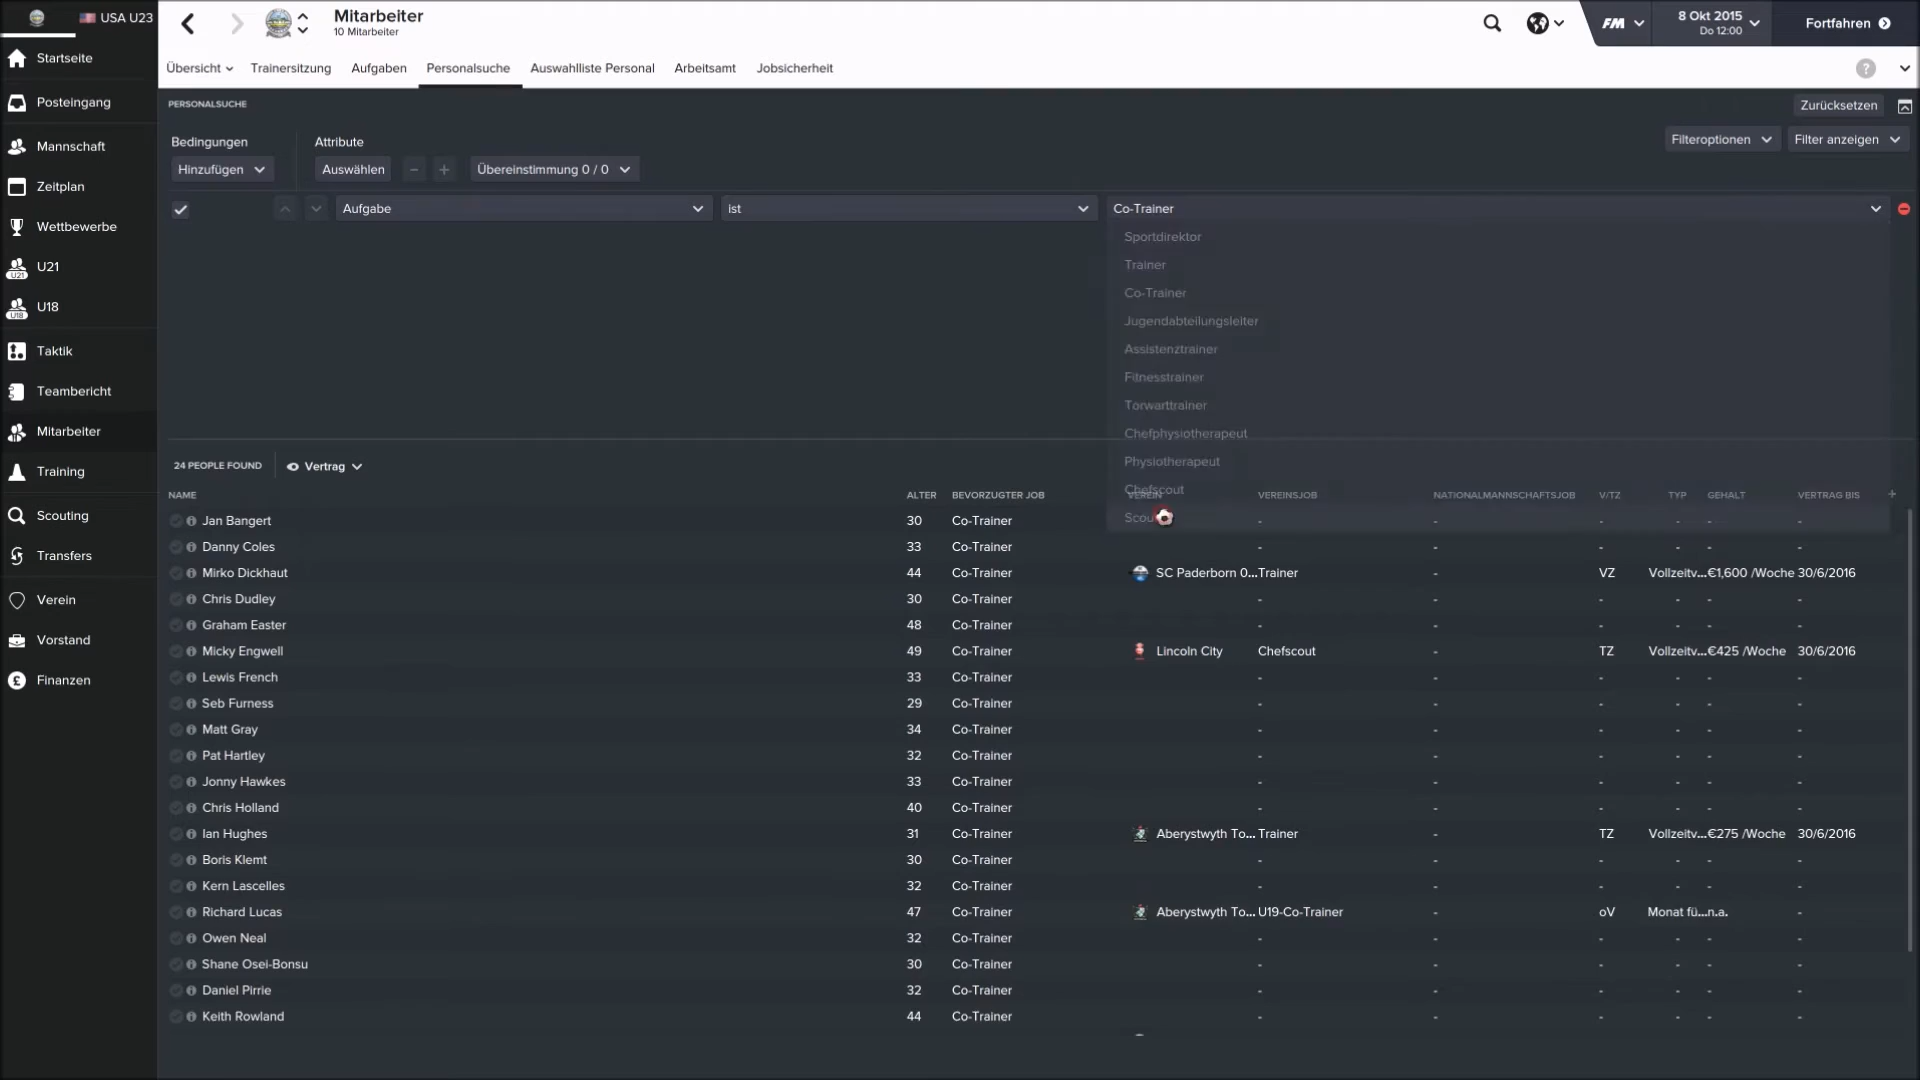 USA U23
Startseite
Posteingang
Mannschaft
Zeitplan
Wettbewerbe
U21
U21
U18
U18
Taktik
Teambericht
Mitarbeiter
Training
Scouting
Transfers
Verein
Vorstand
Finanzen
Mitarbeiter
10 Mitarbeiter
FM
8 Okt 2015
Do 12:00
Fortfahren
Übersicht Trainersitzung Aufgaben Personalsuche Auswahlliste Personal Arbeitsamt Jobsicherheit
PERSONALSUCHE
Zurücksetzen
Bedingungen
Attribute
Filteroptionen Filter anzeigen
Hinzufügen Auswählen - + Übereinstimmung 0 / 0
Aufgabe ist Co-Trainer
Sportdirektor
Trainer
Co-Trainer
Jugendabteilungsleiter
Assistenztrainer
Fitnesstrainer
Torwarttrainer
Chefphysiotherapeut
Physiotherapeut
Chefscout
24 PEOPLE FOUND Vertrag
NAME ALTER BEVORZUGTER JOB VEREIN VEREINSJOB NATIONALMANNSCHAFTSJOB V/TZ TYP GEHALT VERTRAG BIS +
Jan Bangert 30 Co-Trainer - - - - - -
Danny Coles 33 Co-Trainer - - - - - -
Mirko Dickhaut 44 Co-Trainer SC Paderborn 0... Trainer - VZ Vollzeitv... €1,600 /Woche 30/6/2016
Chris Dudley 30 Co-Trainer - - - - - -
Graham Easter 48 Co-Trainer - - - - - -
Micky Engwell 49 Co-Trainer Lincoln City Chefscout - TZ Vollzeitv... €425 /Woche 30/6/2016
Lewis French 33 Co-Trainer - - - - - -
Seb Furness 29 Co-Trainer - - - - - -
Matt Gray 34 Co-Trainer - - - - - -
Pat Hartley 32 Co-Trainer - - - - - -
Jonny Hawkes 33 Co-Trainer - - - - - -
Chris Holland 40 Co-Trainer - - - - - -
Ian Hughes 31 Co-Trainer Aberystwyth To... Trainer - TZ Vollzeitv... €275 /Woche 30/6/2016
Boris Klemt 30 Co-Trainer - - - - - -
Kern Lascelles 32 Co-Trainer - - - - - -
Richard Lucas 47 Co-Trainer Aberystwyth To... U19-Co-Trainer - oV Monat fü... n.a. -
Owen Neal 32 Co-Trainer - - - - - -
Shane Osei-Bonsu 30 Co-Trainer - - - - - -
Daniel Pirrie 32 Co-Trainer - - - - - -
Keith Rowland 44 Co-Trainer - - - - - -